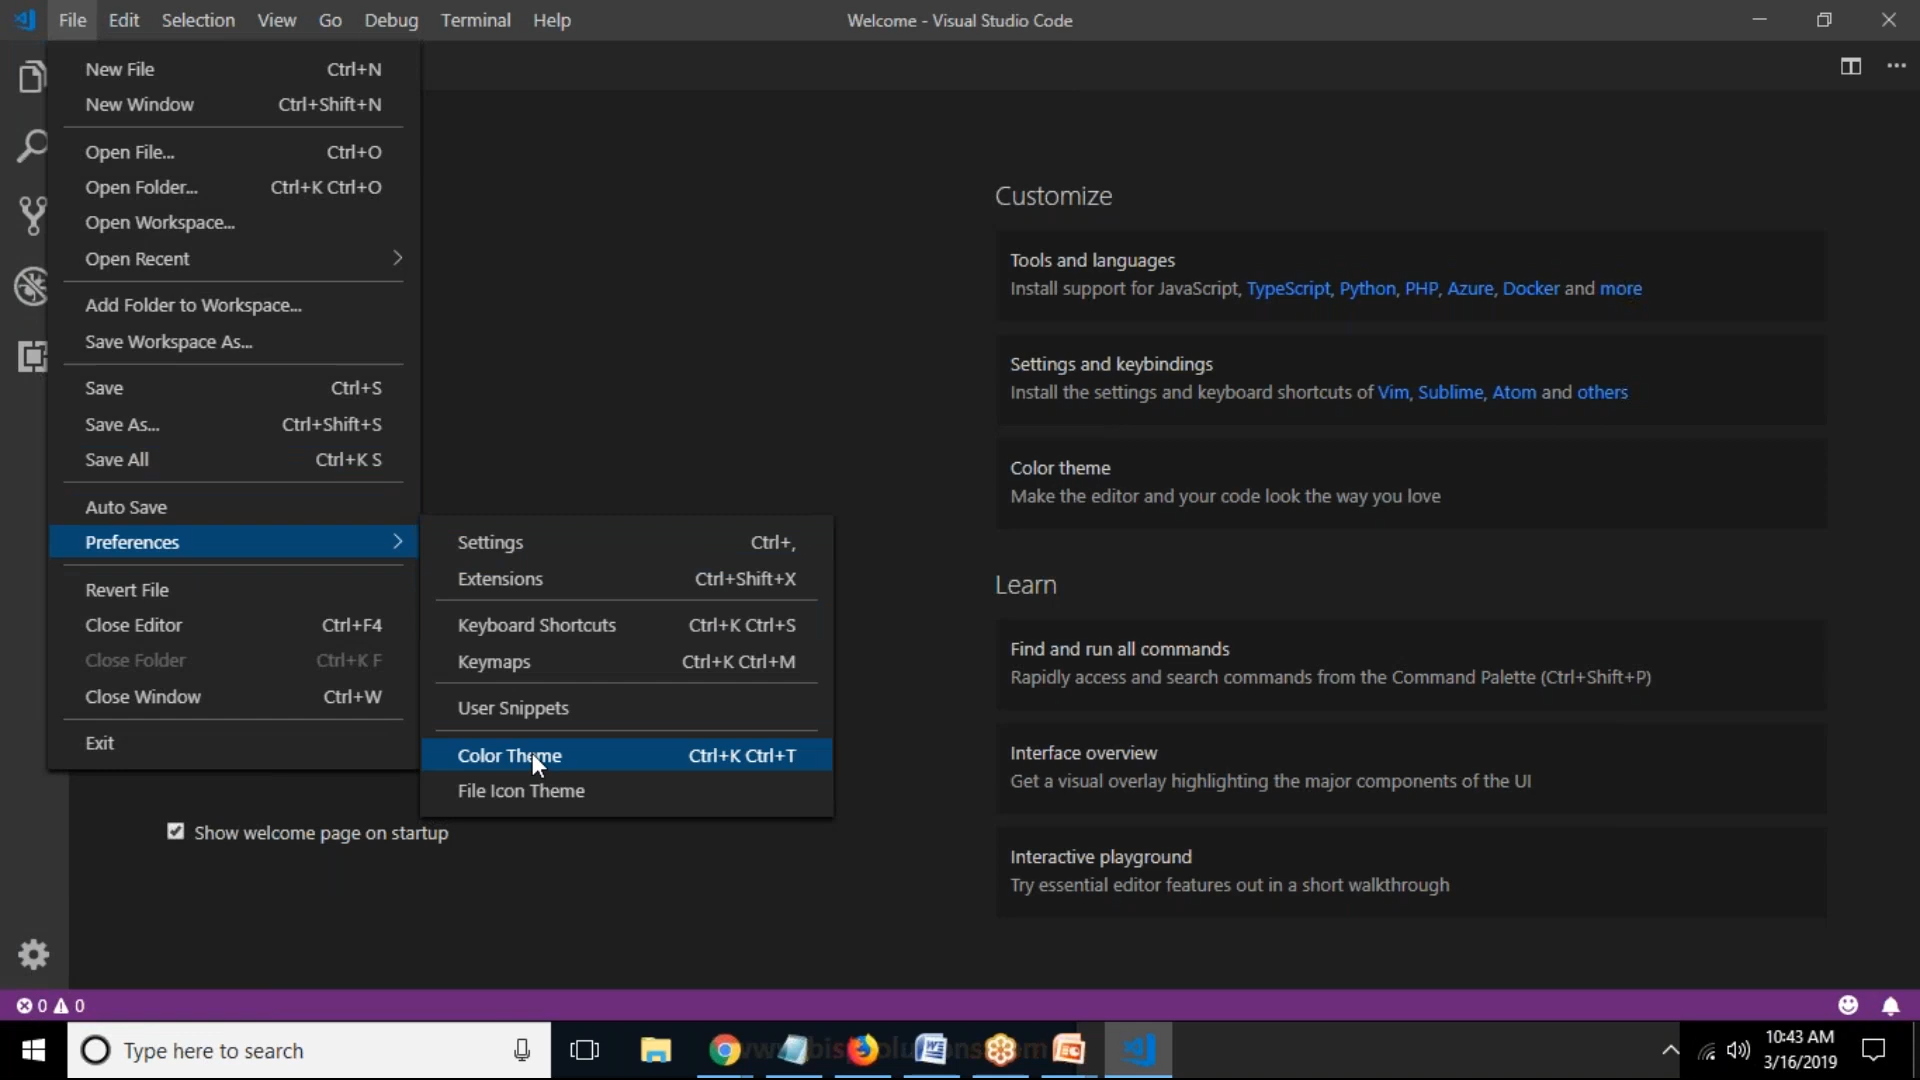 File Edit Selection View Go Debug Terminal Help
Welcome - Visual Studio Code
New File Ctrl+N
New Window Ctrl+Shift+N
Open File... Ctrl+O
Open Folder... Ctrl+K Ctrl+O
Open Workspace...
Open Recent
Add Folder to Workspace...
Save Workspace As...
Save Ctrl+S
Save As... Ctrl+Shift+S
Save All Ctrl+K S
Auto Save
Preferences
Revert File
Close Editor Ctrl+F4
Close Folder Ctrl+K F
Close Window Ctrl+W
Exit
Settings Ctrl+,
Extensions Ctrl+Shift+X
Keyboard Shortcuts Ctrl+K Ctrl+S
Keymaps Ctrl+K Ctrl+M
User Snippets
Color Theme Ctrl+K Ctrl+T
File Icon Theme
Show welcome page on startup
Customize
Tools and languages
Install support for JavaScript, TypeScript, Python, PHP, Azure, Docker and more
Settings and keybindings
Install the settings and keyboard shortcuts of Vim, Sublime, Atom and others
Color theme
Make the editor and your code look the way you love
Learn
Find and run all commands
Rapidly access and search commands from the Command Palette (Ctrl+Shift+P)
Interface overview
Get a visual overlay highlighting the major components of the UI
Interactive playground
Try essential editor features out in a short walkthrough
0 0
Type here to search
10:43 AM
3/16/2019